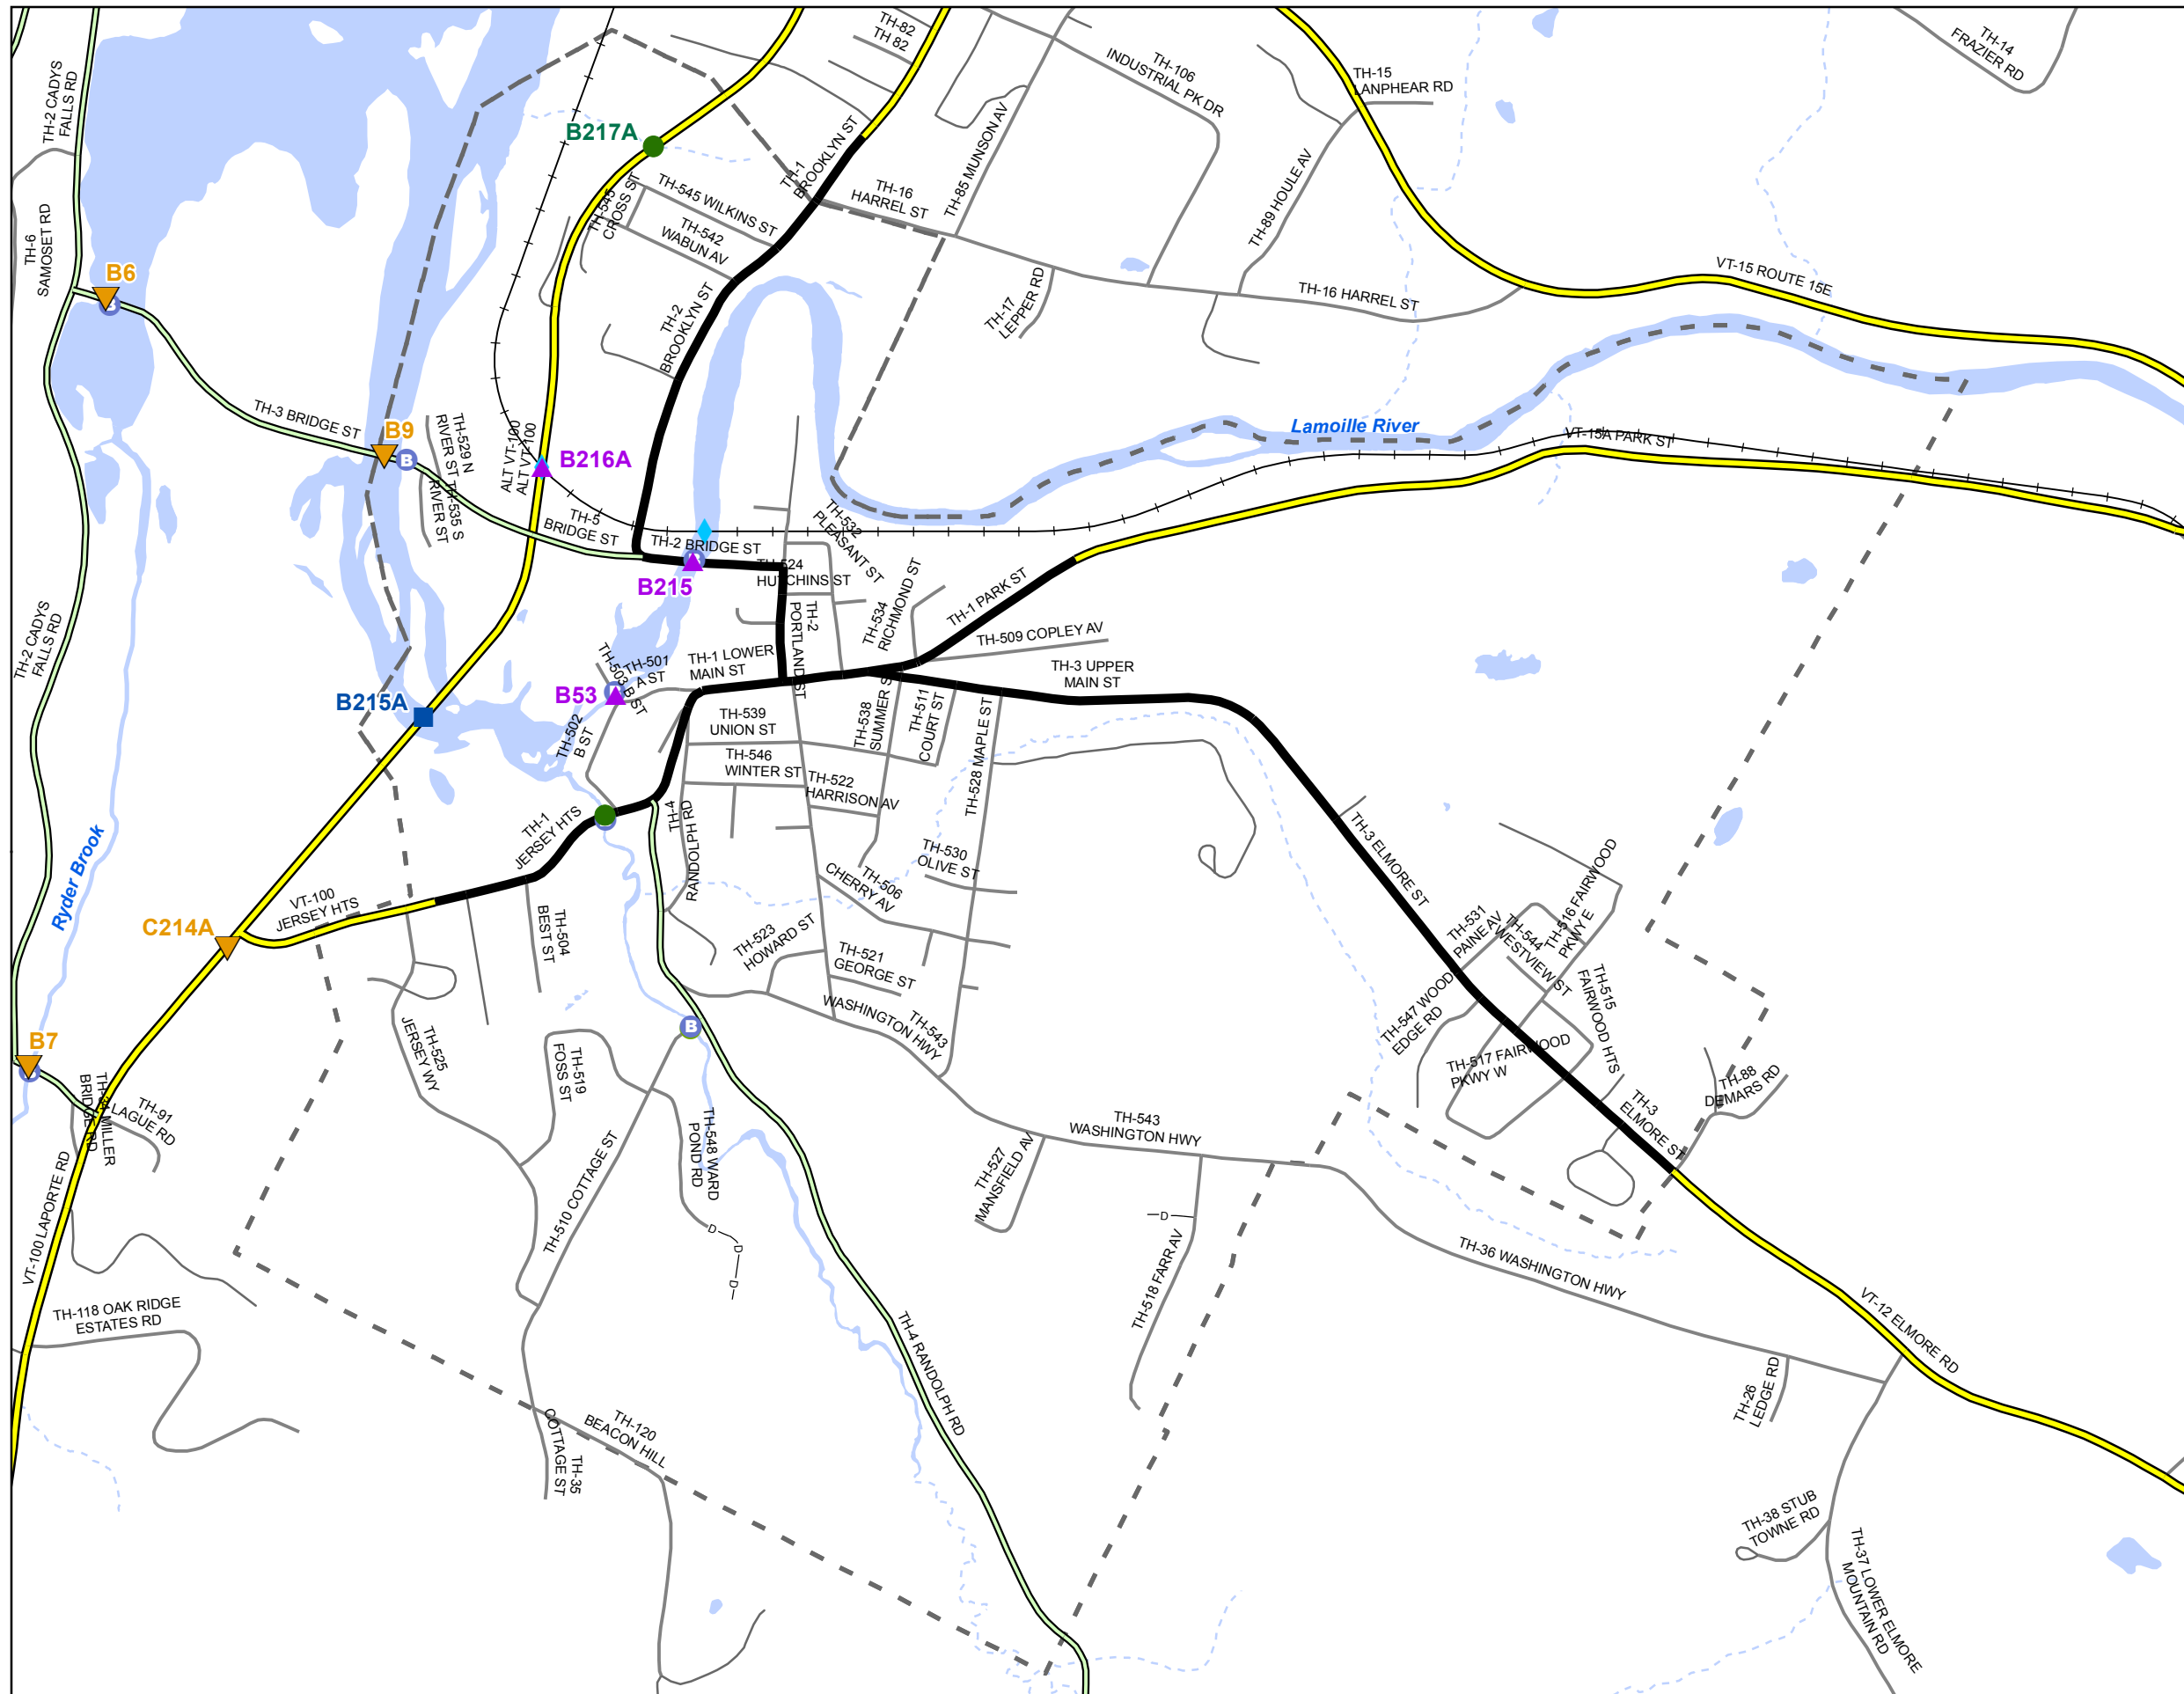 TH-82
TH 82
TH-106
INDUSTRIAL PK DR
TH-15
LANPHEAR RD
TH-14
FRAZIER RD
TH-2 CADYS
FALLS RD
B217A
TH-1
BROOKLYN ST
TH-85 MUNSON AV
TH-545 WILKINS ST
TH-16
HARREL ST
TH-89 HOULE AV
TH-545
CROSS ST
TH-542
WABUN AV
TH-6
SAMOSET RD
B6
B
TH-2
BROOKLYN ST
TH-17
LEPPER RD
TH-16 HARREL ST
VT-15 ROUTE 15E
TH-3 BRIDGE ST
B9
B
TH-529 N
RIVER ST
ALT VT-100
ALT VT-100
B216A
Lamoille River
VT-15A PARK ST
TH-535 S
RIVER ST
TH-5
BRIDGE ST
TH-2 BRIDGE ST
TH-532
PLEASANT ST
B215
TH-524
HUTCHINS ST
TH-534
RICHMOND ST
TH-1 PARK ST
TH-2
PORTLAND ST
TH-509 COPLEY AV
TH-2 CADYS
FALLS RD
TH-503 B ST
TH-501
A ST
TH-1 LOWER
MAIN ST
TH-3 UPPER
MAIN ST
B53
B215A
TH-502
B ST
TH-539
UNION ST
TH-538
SUMMER S
TH-511
COURT ST
TH-528 MAPLE ST
TH-546
WINTER ST
TH-522
HARRISON AV
TH-1
JERSEY HTS
TH-4
RANDOLPH RD
TH-530
OLIVE ST
TH-506
CHERRY AV
TH-3 ELMORE ST
Ryder Brook
C214A
VT-100
JERSEY HTS
TH-504
BEST ST
TH-523
HOWARD ST
TH-521
GEORGE ST
TH-531
PAINE AV
TH-544
WESTVIEW ST
TH-516 FAIRWOOD
PKWY E
TH-515
FAIRWOOD HTS
TH-547 WOOD
EDGE RD
WASHINGTON HWY
TH-543
B
B7
TH-525
JERSEY WY
TH-519
FOSS ST
TH-517 FAIRWOOD
PKWY W
TH-88
DEMARS RD
MILLER
BRIDGE RD
TH-91
LAGUE RD
TH-548 WARD
POND RD
TH-543
WASHINGTON HWY
TH-3
ELMORE ST
TH-527
MANSFIELD AV
TH-510 COTTAGE ST
D
D
D
D
VT-100 LAPORTE RD
TH-518 FARR AV
TH-36 WASHINGTON HWY
TH-118 OAK RIDGE
ESTATES RD
TH-4 RANDOLPH RD
VT-12 ELMORE RD
TH-26
LEDGE RD
TH-120
BEACON HILL
TH-35
COTTAGE ST
TH-38 STUB
TOWNE RD
TH-37 LOWER ELMORE
MOUNTAIN RD